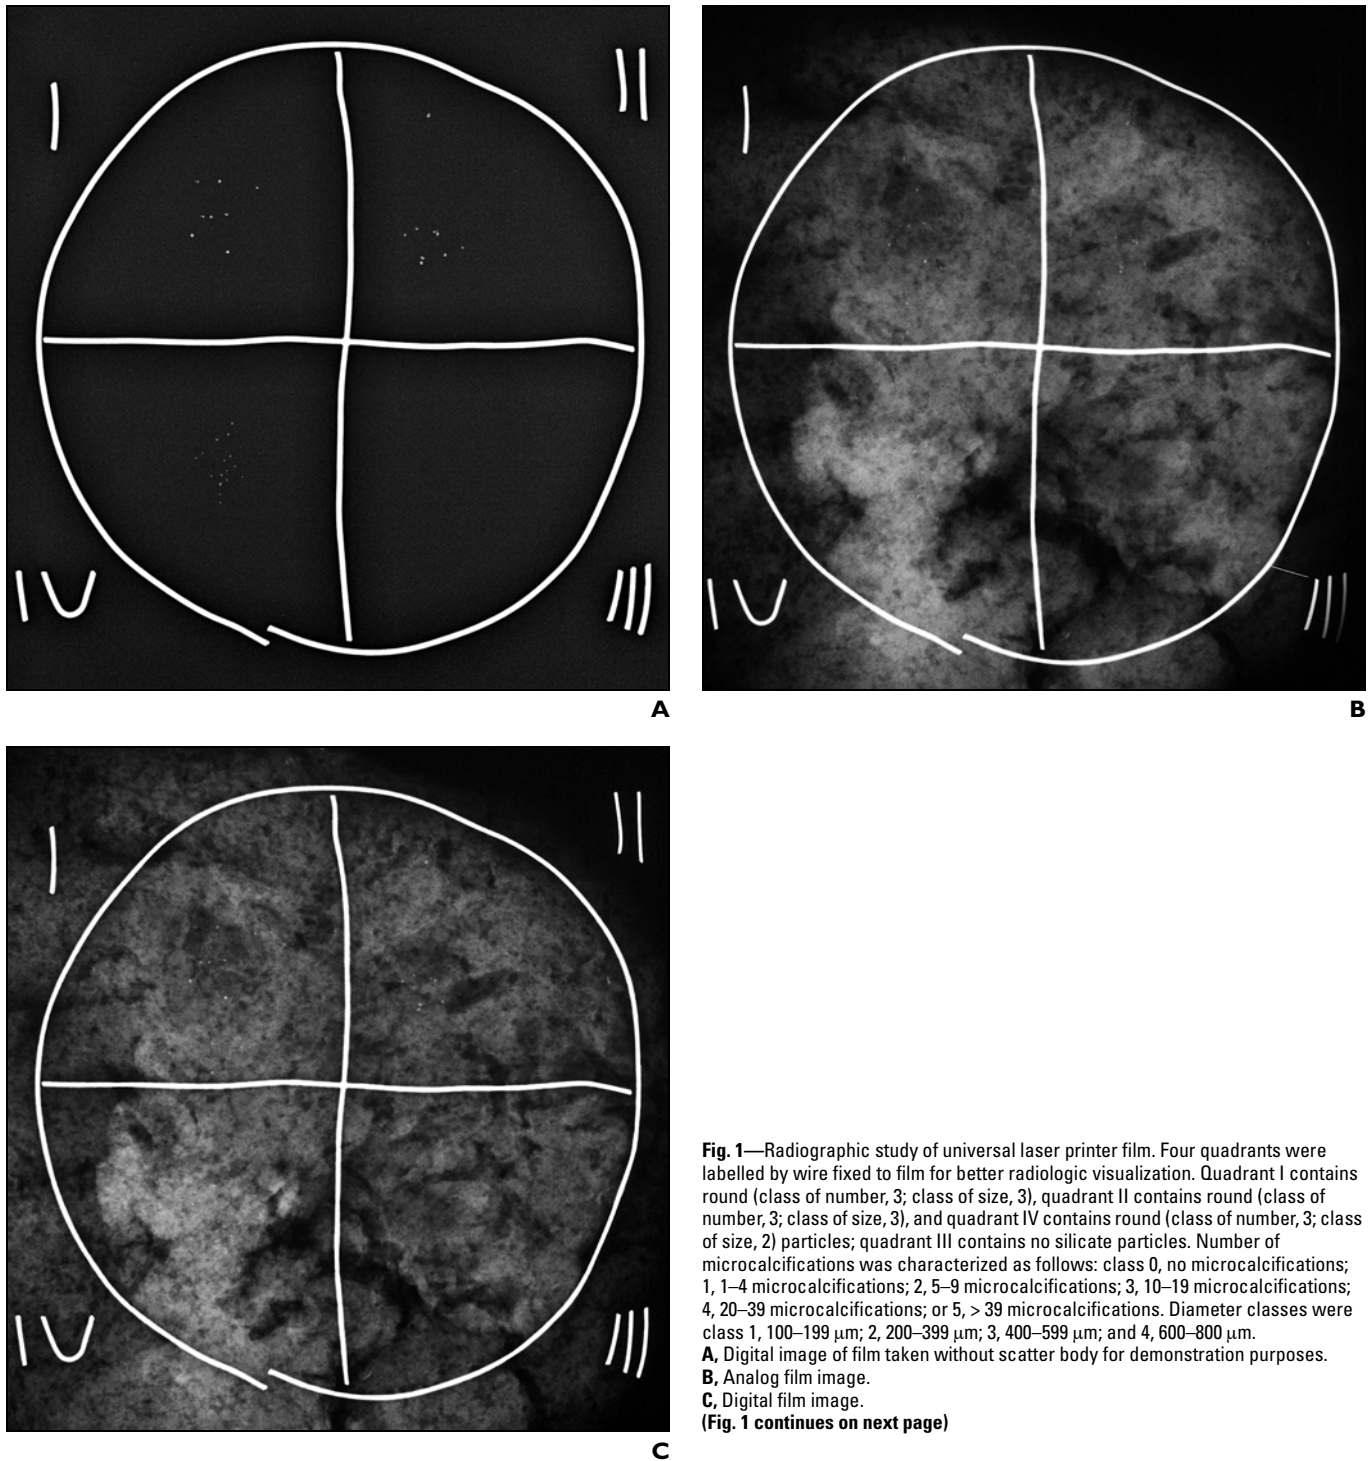 I
II
IV
III
A
I
IV
III
B
I
II
IV
III
C
Fig. 1—Radiographic study of universal laser printer film. Four quadrants were
labelled by wire fixed to film for better radiologic visualization. Quadrant I contains
round (class of number, 3; class of size, 3), quadrant II contains round (class of
number, 3; class of size, 3), and quadrant IV contains round (class of number, 3; class
of size, 2) particles; quadrant III contains no silicate particles. Number of
microcalcifications was characterized as follows: class 0, no microcalcifications;
1, 1–4 microcalcifications; 2, 5–9 microcalcifications; 3, 10–19 microcalcifications;
4, 20–39 microcalcifications; or 5, > 39 microcalcifications. Diameter classes were
class 1, 100–199 μm; 2, 200–399 μm; 3, 400–599 μm; and 4, 600–800 μm.
A, Digital image of film taken without scatter body for demonstration purposes.
B, Analog film image.
C, Digital film image.
(Fig. 1 continues on next page)